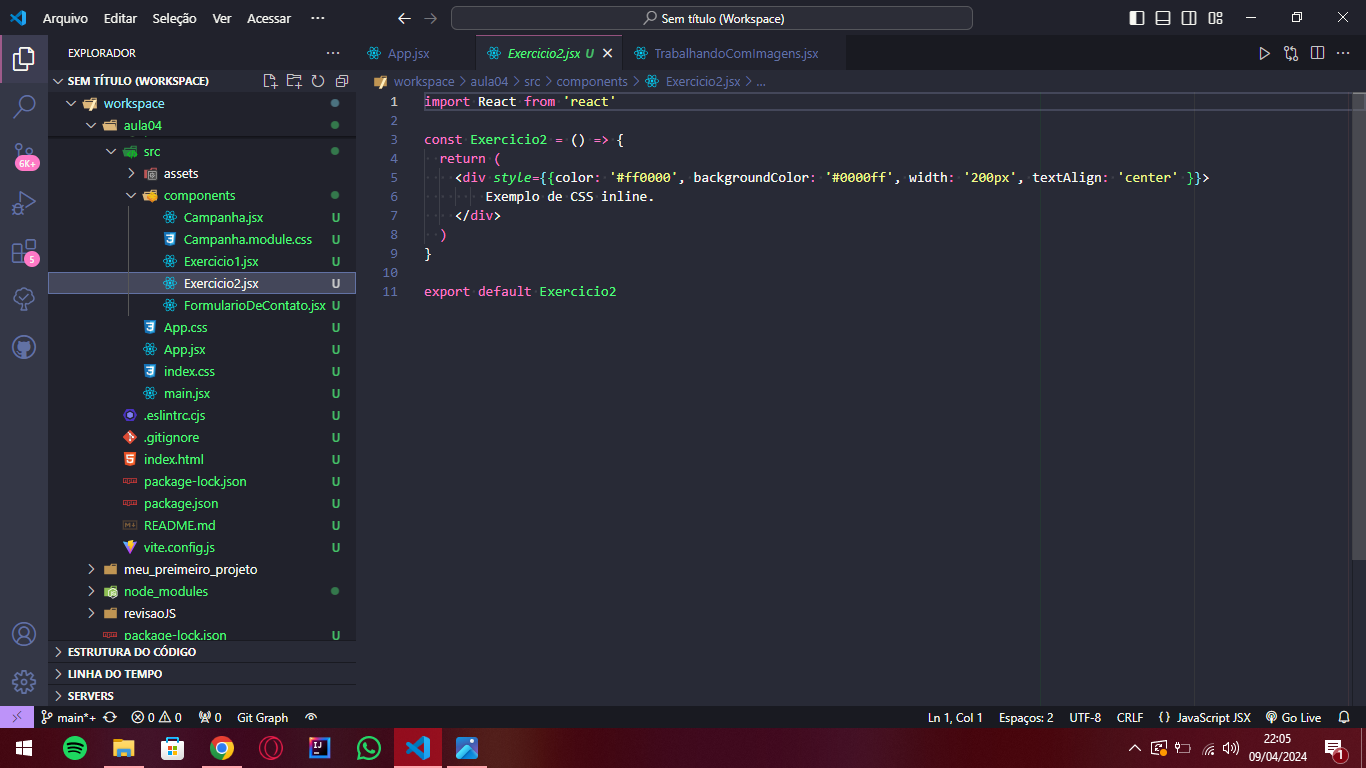 Arquivo Editar Seleção Ver Acessar ··· Sem título (Workspace)
EXPLORADOR ···
SEM TÍTULO (WORKSPACE)
workspace
aula04
src
assets
components
Campanha.jsx U
Campanha.module.css U
Exercicio1.jsx U
Exercicio2.jsx U
FormularioDeContato.jsx U
App.css U
App.jsx U
index.css U
main.jsx U
.eslintrc.cjs U
.gitignore U
index.html U
package-lock.json U
package.json U
README.md U
vite.config.js U
meu_preimeiro_projeto
node_modules
revisaoJS
package-lock.json U
ESTRUTURA DO CÓDIGO
LINHA DO TEMPO
SERVERS
6K+
5
App.jsx Exercicio2.jsx U TrabalhandoComImagens.jsx
workspace > aula04 > src > components > Exercicio2.jsx > ...
1 import React from 'react'
2
3 const Exercicio2 = () => {
4 return (
5 <div style={{color: '#ff0000', backgroundColor: '#0000ff', width: '200px', textAlign: 'center' }}>
6 Exemplo de CSS inline.
7 </div>
8 )
9 }
10
11 export default Exercicio2
main*+ 0 0 0 Git Graph Ln 1, Col 1 Espaços: 2 UTF-8 CRLF {} JavaScript JSX Go Live
22:05
09/04/2024
1